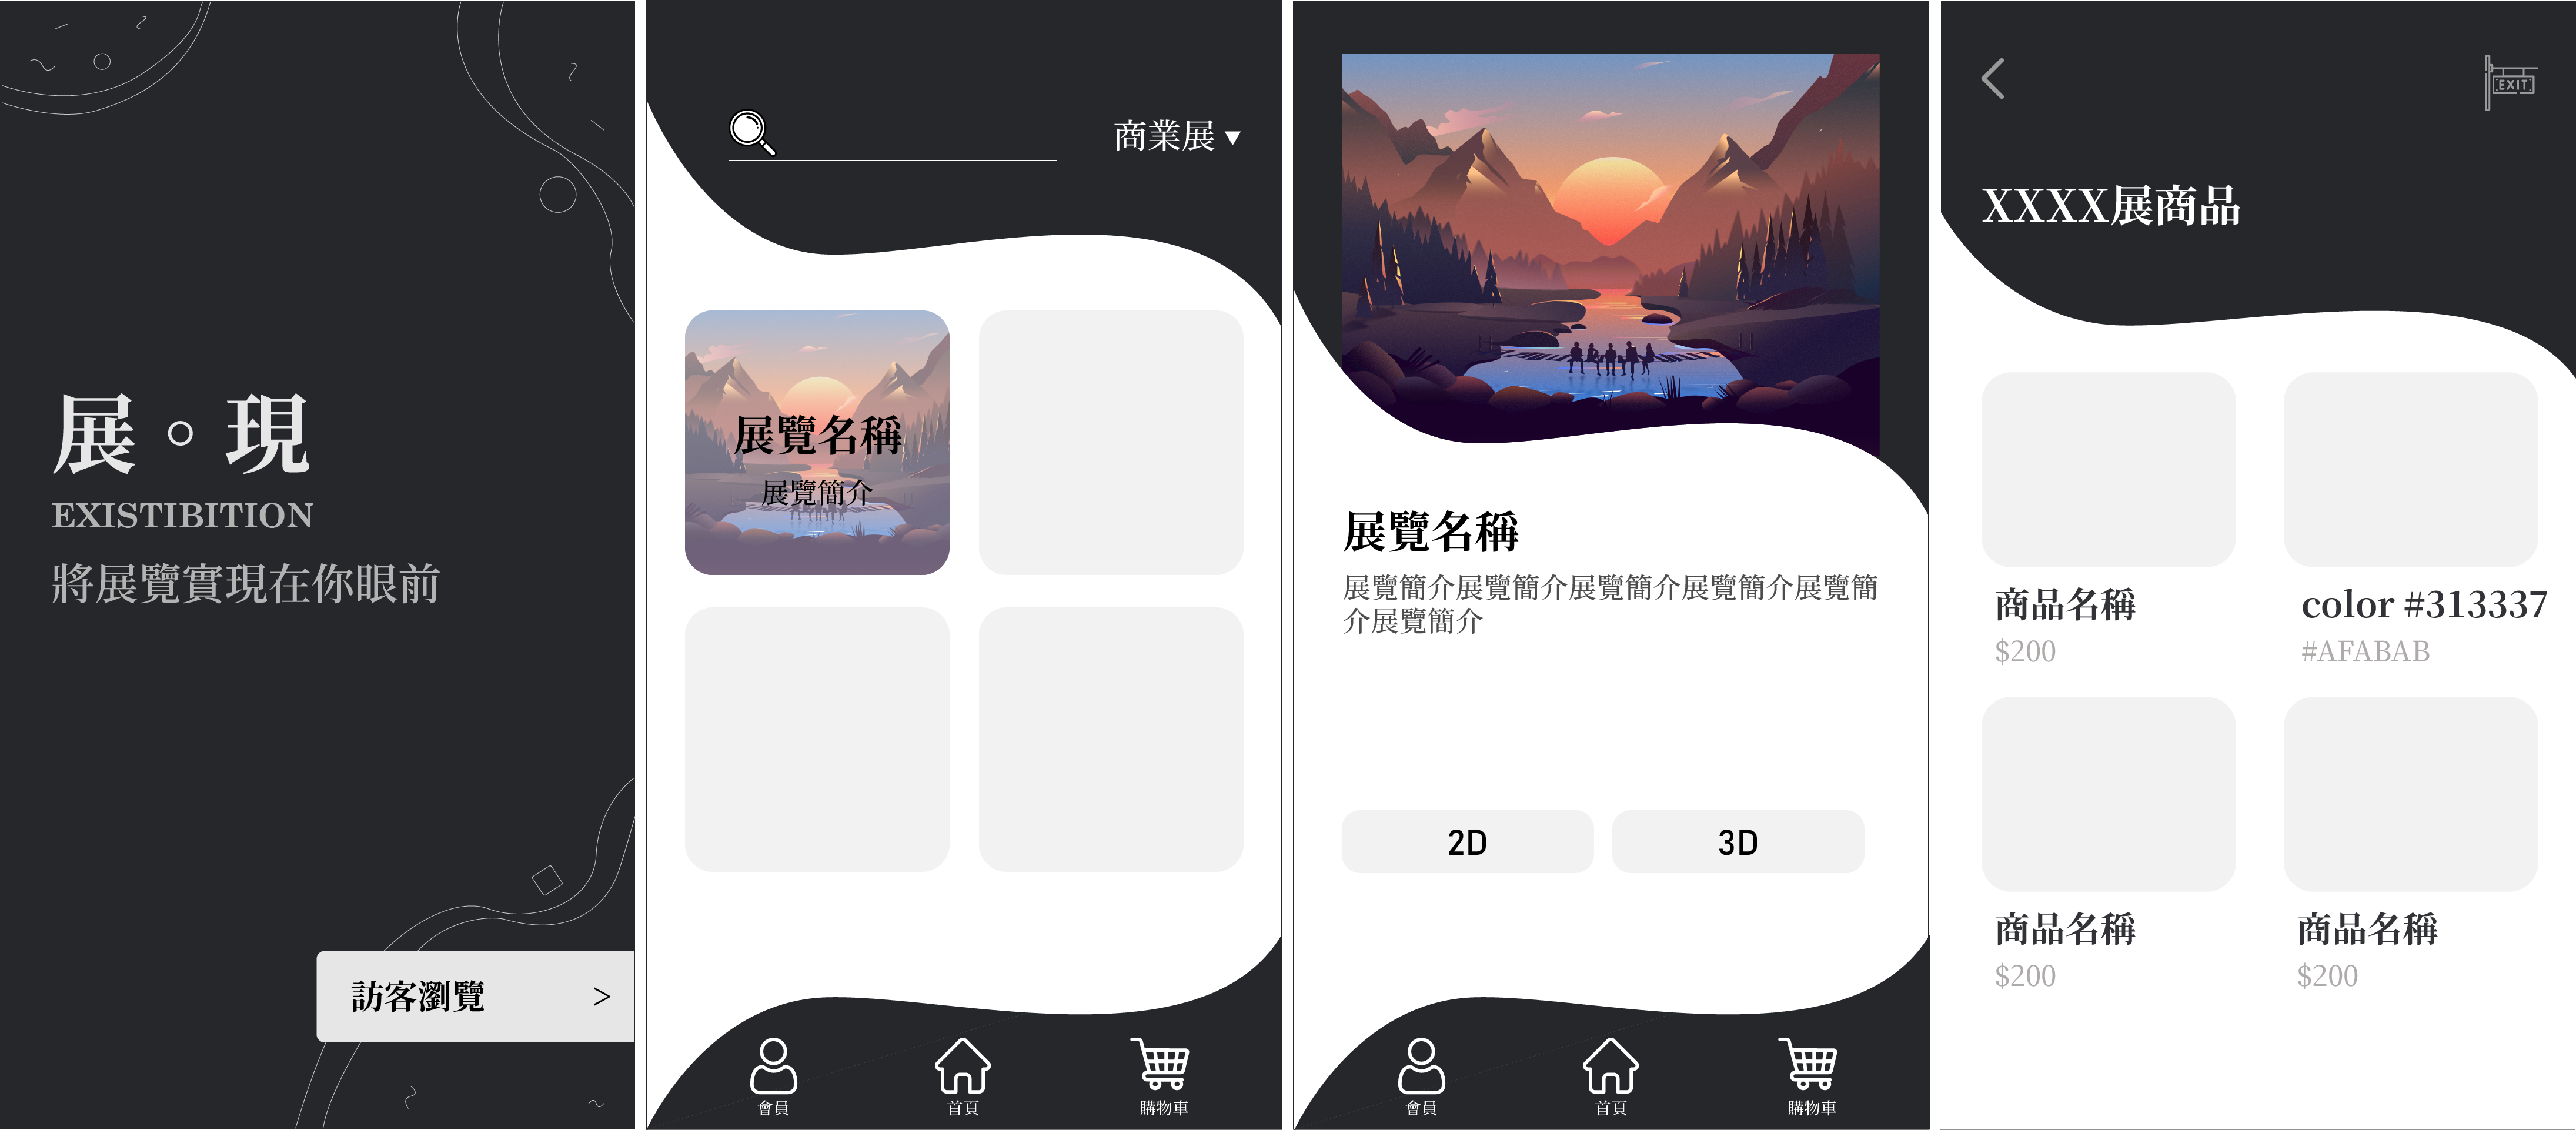 展。現
EXISTIBITION
將展覽實現在你眼前
訪客瀏覽 >
商業展▼
展覽名稱
展覽簡介
會員 首頁 購物車
展覽名稱
展覽簡介展覽簡介展覽簡介展覽簡介展覽簡
介展覽簡介
2D 3D
會員 首頁 購物車
EXIT
XXXX展商品
商品名稱 color #313337
$200 #AFABAB
商品名稱 商品名稱
$200 $200